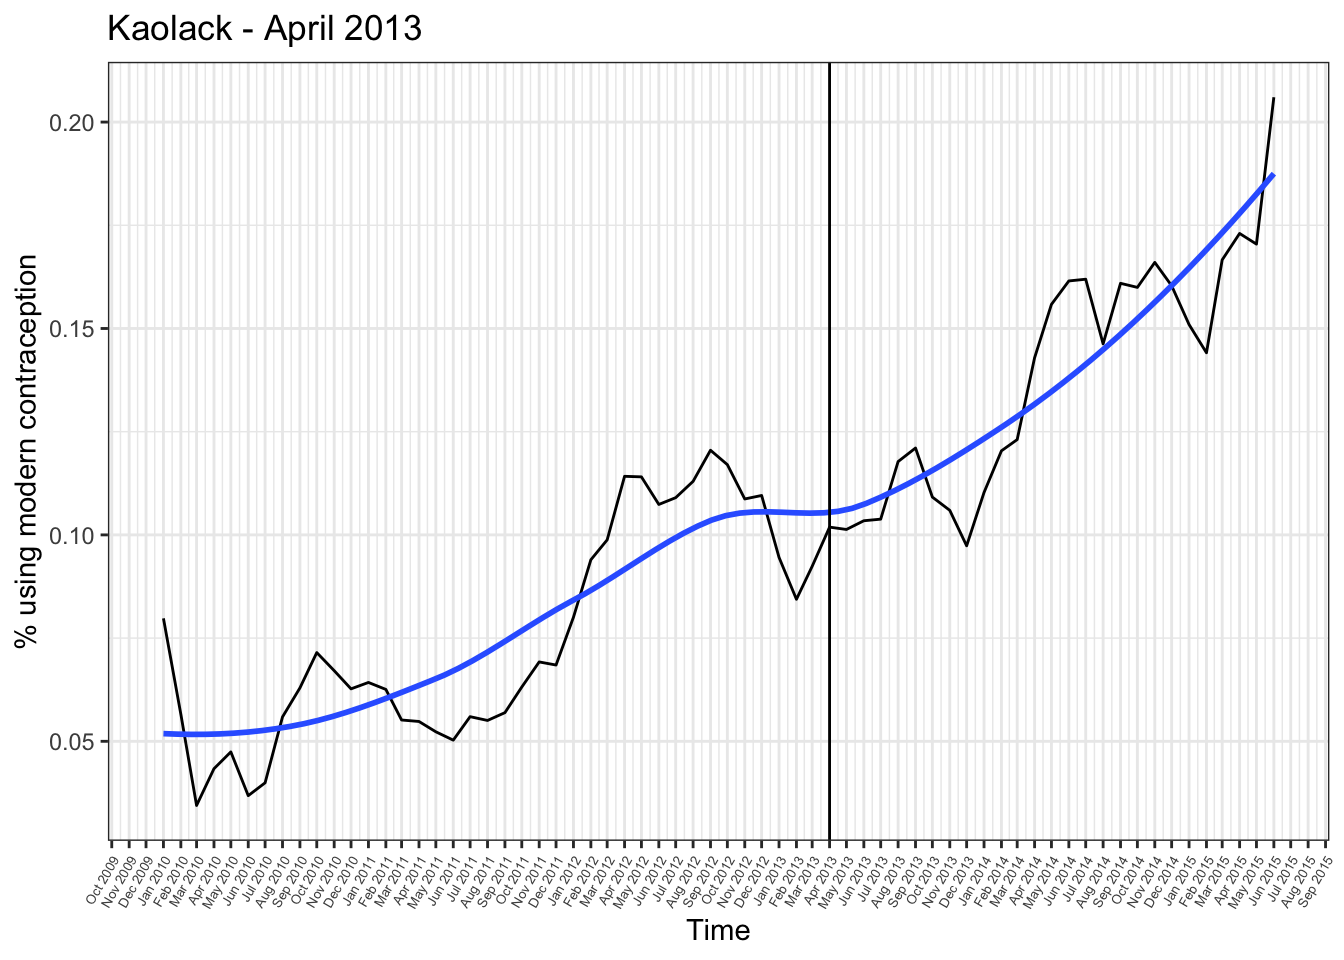 Kaolack - April 2013
% using modern contraception
0.20
0.15
0.10
0.05
Oct 2009
Nov 2009
Dec 2009
Jan 2010
Feb 2010
Mar 2010
Apr 2010
May 2010
Jun 2010
Jul 2010
Aug 2010
Sep 2010
Oct 2010
Nov 2010
Dec 2010
Jan 2011
Feb 2011
Mar 2011
Apr 2011
May 2011
Jun 2011
Jul 2011
Aug 2011
Sep 2011
Oct 2011
Nov 2011
Dec 2011
Jan 2012
Feb 2012
Mar 2012
Apr 2012
May 2012
Jun 2012
Jul 2012
Aug 2012
Sep 2012
Oct 2012
Nov 2012
Dec 2012
Jan 2013
Feb 2013
Mar 2013
Apr 2013
May 2013
Jun 2013
Jul 2013
Aug 2013
Sep 2013
Oct 2013
Nov 2013
Dec 2013
Jan 2014
Feb 2014
Mar 2014
Apr 2014
May 2014
Jun 2014
Jul 2014
Aug 2014
Sep 2014
Oct 2014
Nov 2014
Dec 2014
Jan 2015
Feb 2015
Mar 2015
Apr 2015
May 2015
Jun 2015
Jul 2015
Aug 2015
Sep 2015
Time